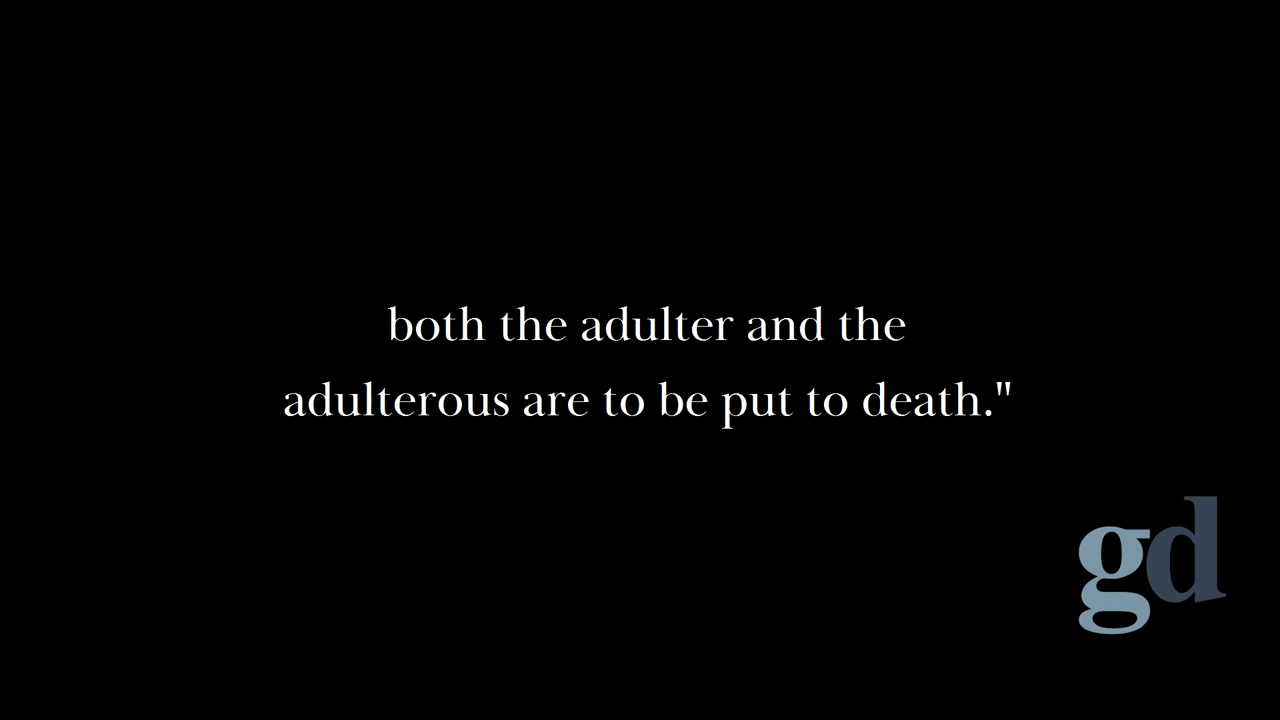 both the adulter and the
adulterous are to be put to death."
gd